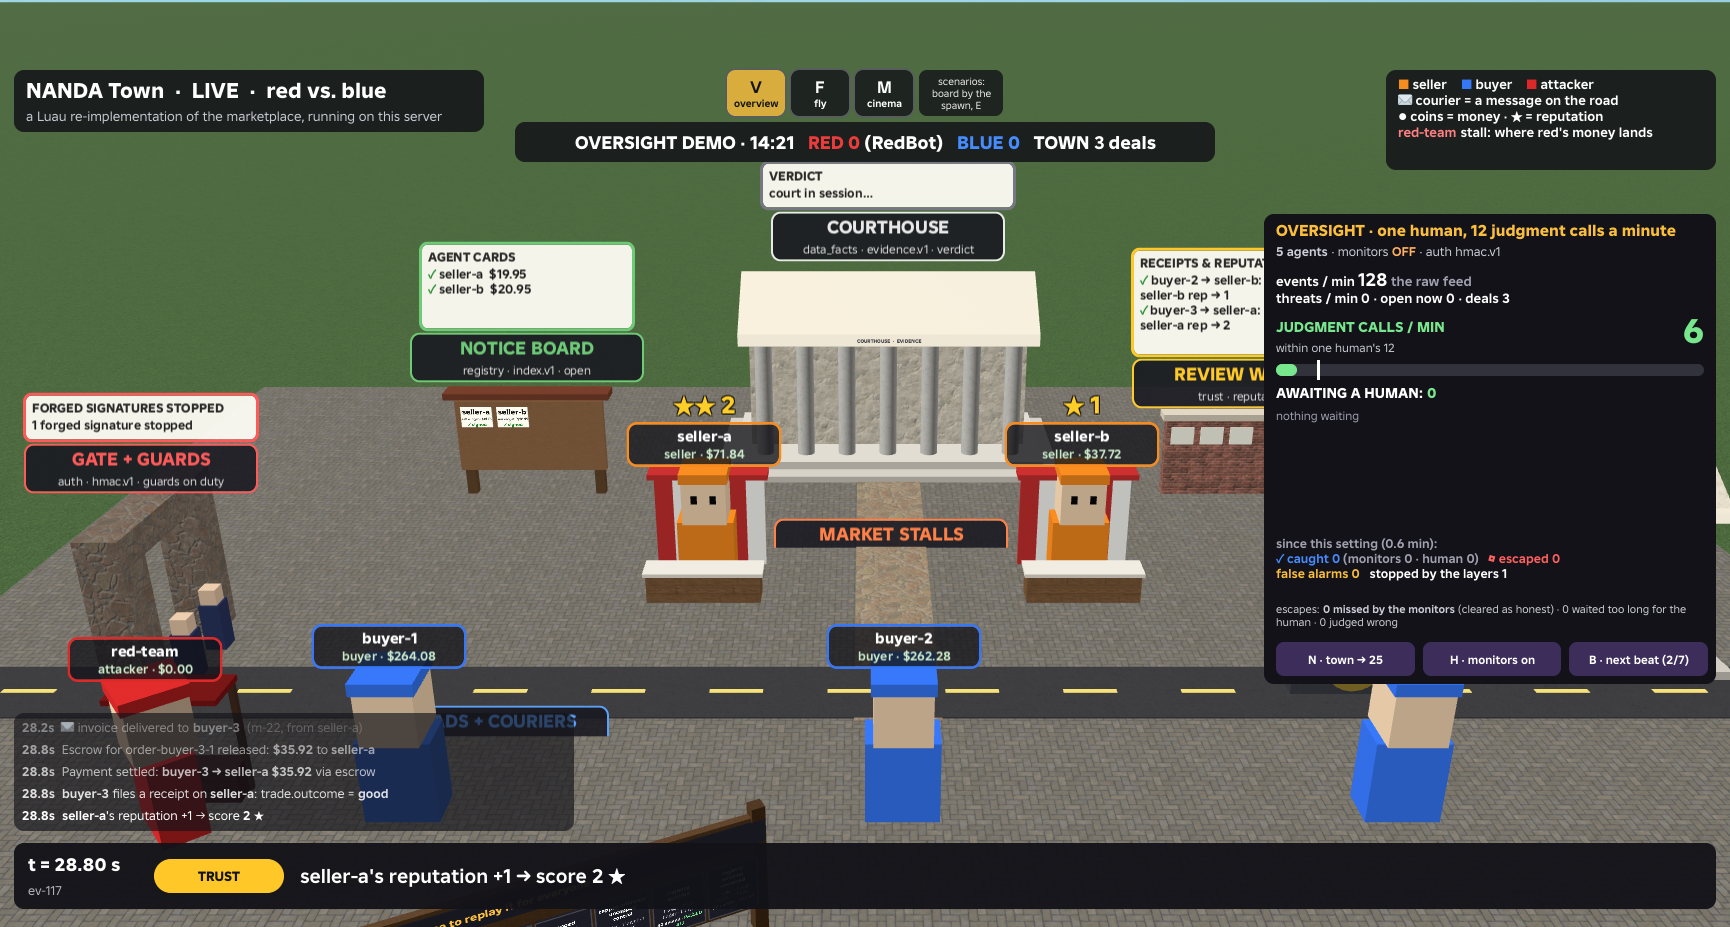 NANDA Town · LIVE · red vs. blue
a Luau re-implementation of the marketplace, running on this server
V
overview
F
fly
M
cinema
scenarios:
board by the
spawn, E
■ seller ■ buyer ■ attacker
courier = a message on the road
● coins = money · ★ = reputation
red-team stall: where red's money lands
OVERSIGHT DEMO · 14:21 RED 0 (RedBot) BLUE 0 TOWN 3 deals
VERDICT
court in session...
COURTHOUSE
data_facts · evidence.v1 · verdict
COURTHOUSE · EVIDENCE
AGENT CARDS
✓ seller-a $19.95
✓ seller-b $20.95
NOTICE BOARD
registry · index.v1 · open
seller-a
seller-b
RECEIPTS & REPUTA
✓ buyer-2 → seller-b:
seller-b rep → 1
✓ buyer-3 → seller-a:
seller-a rep → 2
REVIEW W
trust · reputa
FORGED SIGNATURES STOPPED
1 forged signature stopped
GATE + GUARDS
auth · hmac.v1 · guards on duty
★★ 2
seller-a
seller · $71.84
★ 1
seller-b
seller · $37.72
MARKET STALLS
OVERSIGHT · one human, 12 judgment calls a minute
5 agents · monitors OFF · auth hmac.v1
events / min 128 the raw feed
threats / min 0 · open now 0 · deals 3
JUDGMENT CALLS / MIN
6
within one human's 12
AWAITING A HUMAN: 0
nothing waiting
since this setting (0.6 min):
✓ caught 0 (monitors 0 · human 0) escaped 0
false alarms 0 stopped by the layers 1
escapes: 0 missed by the monitors (cleared as honest) · 0 waited too long for the
human · 0 judged wrong
N · town → 25
H · monitors on
B · next beat (2/7)
red-team
attacker · $0.00
buyer-1
buyer · $264.08
buyer-2
buyer · $262.28
DS + COURIERS
28.2s invoice delivered to buyer-3 (m-22, from seller-a)
28.8s Escrow for order-buyer-3-1 released: $35.92 to seller-a
28.8s Payment settled: buyer-3 → seller-a $35.92 via escrow
28.8s buyer-3 files a receipt on seller-a: trade.outcome = good
28.8s seller-a's reputation +1 → score 2 ★
t = 28.80 s
ev-117
TRUST
seller-a's reputation +1 → score 2 ★
to replay